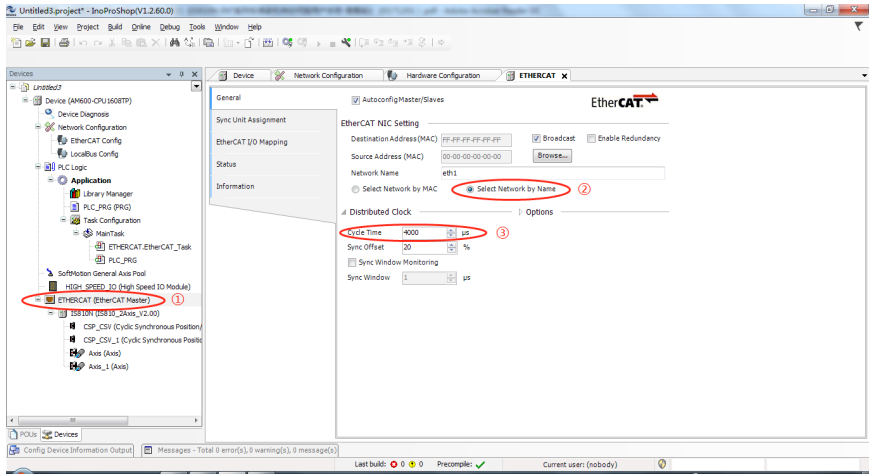 Untitled3.project* - InoProShop(V1.2.60.0)
File Edit View Project Build Online Debug Tools Window Help
Devices
Untitled3
Device (AM600-CPU1608TP)
Device Diagnosis
Network Configuration
EtherCAT Config
LocalBus Config
PLC Logic
Application
Library Manager
PLC_PRG (PRG)
Task Configuration
MainTask
ETHERCAT.EtherCAT_Task
PLC_PRG
SoftMotion General Axis Pool
HIGH_SPEED_IO (High Speed IO Module)
ETHERCAT (EtherCAT Master) ①
IS810N (IS810_2Axis_V2.00)
CSP_CSV (Cyclic Synchronous Position/
CSP_CSV_1 (Cyclic Synchronous Positic
Axis (Axis)
Axis_1 (Axis)
POUs Devices
Device Network Configuration Hardware Configuration ETHERCAT X
General
Sync Unit Assignment
EtherCAT I/O Mapping
Status
Information
Autoconfig Master/Slaves
EtherCAT
EtherCAT NIC Setting
Destination Address (MAC) FF-FF-FF-FF-FF-FF Broadcast Enable Redundancy
Source Address (MAC) 00-00-00-00-00-00 Browse...
Network Name eth1
Select Network by MAC Select Network by Name ②
Distributed Clock Options
Cycle Time 4000 µs ③
Sync Offset 20 %
Sync Window Monitoring
Sync Window 1 µs
Config Device Information Output Messages - Total 0 error(s), 0 warning(s), 0 message(s)
Last build: 0 0 Precompile: Current user: (nobody)